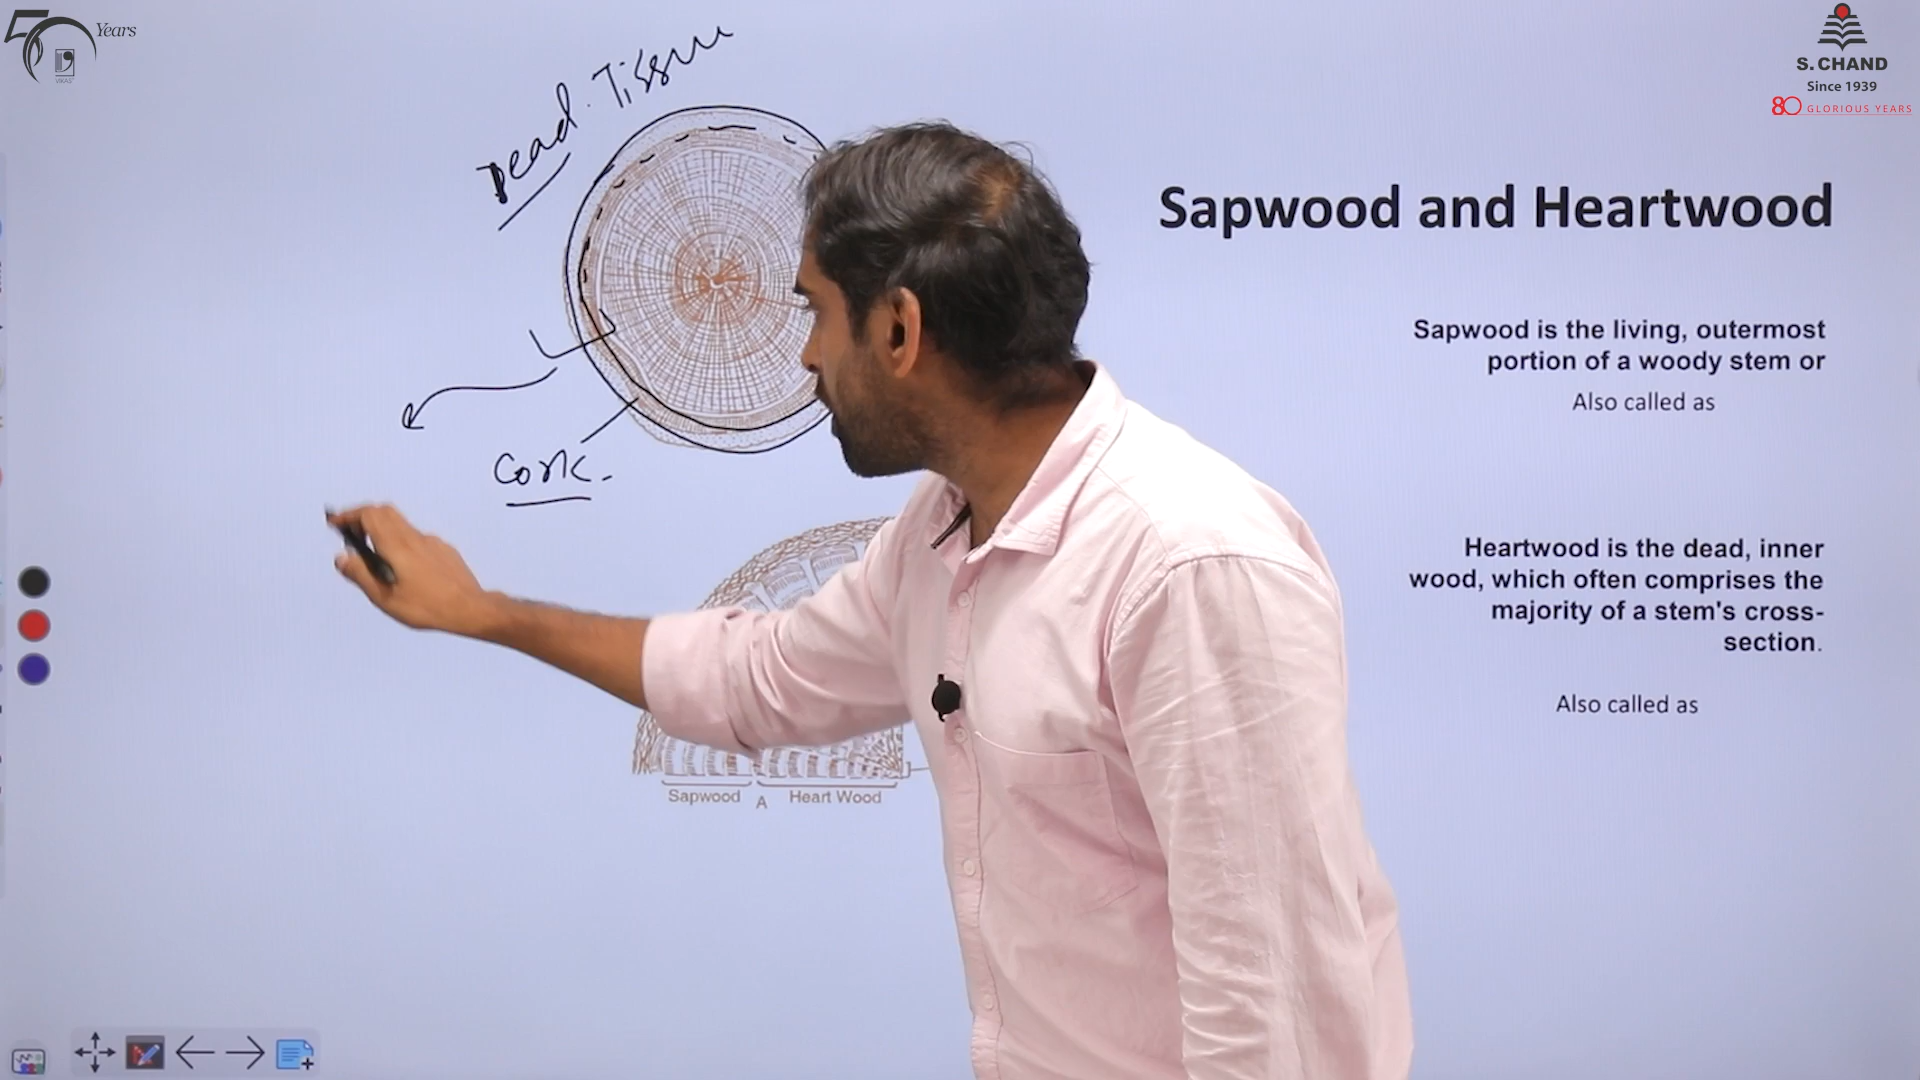 50 Years
VIKAS
S. CHAND
Since 1939
80 GLORIOUS YEARS
Dead Tissue
Sapwood and Heartwood
Sapwood is the living, outermost
portion of a woody stem or
Also called as
Cork
Heartwood is the dead, inner
wood, which often comprises the
majority of a stem's cross-
section.
Also called as
Sapwood A Heart Wood